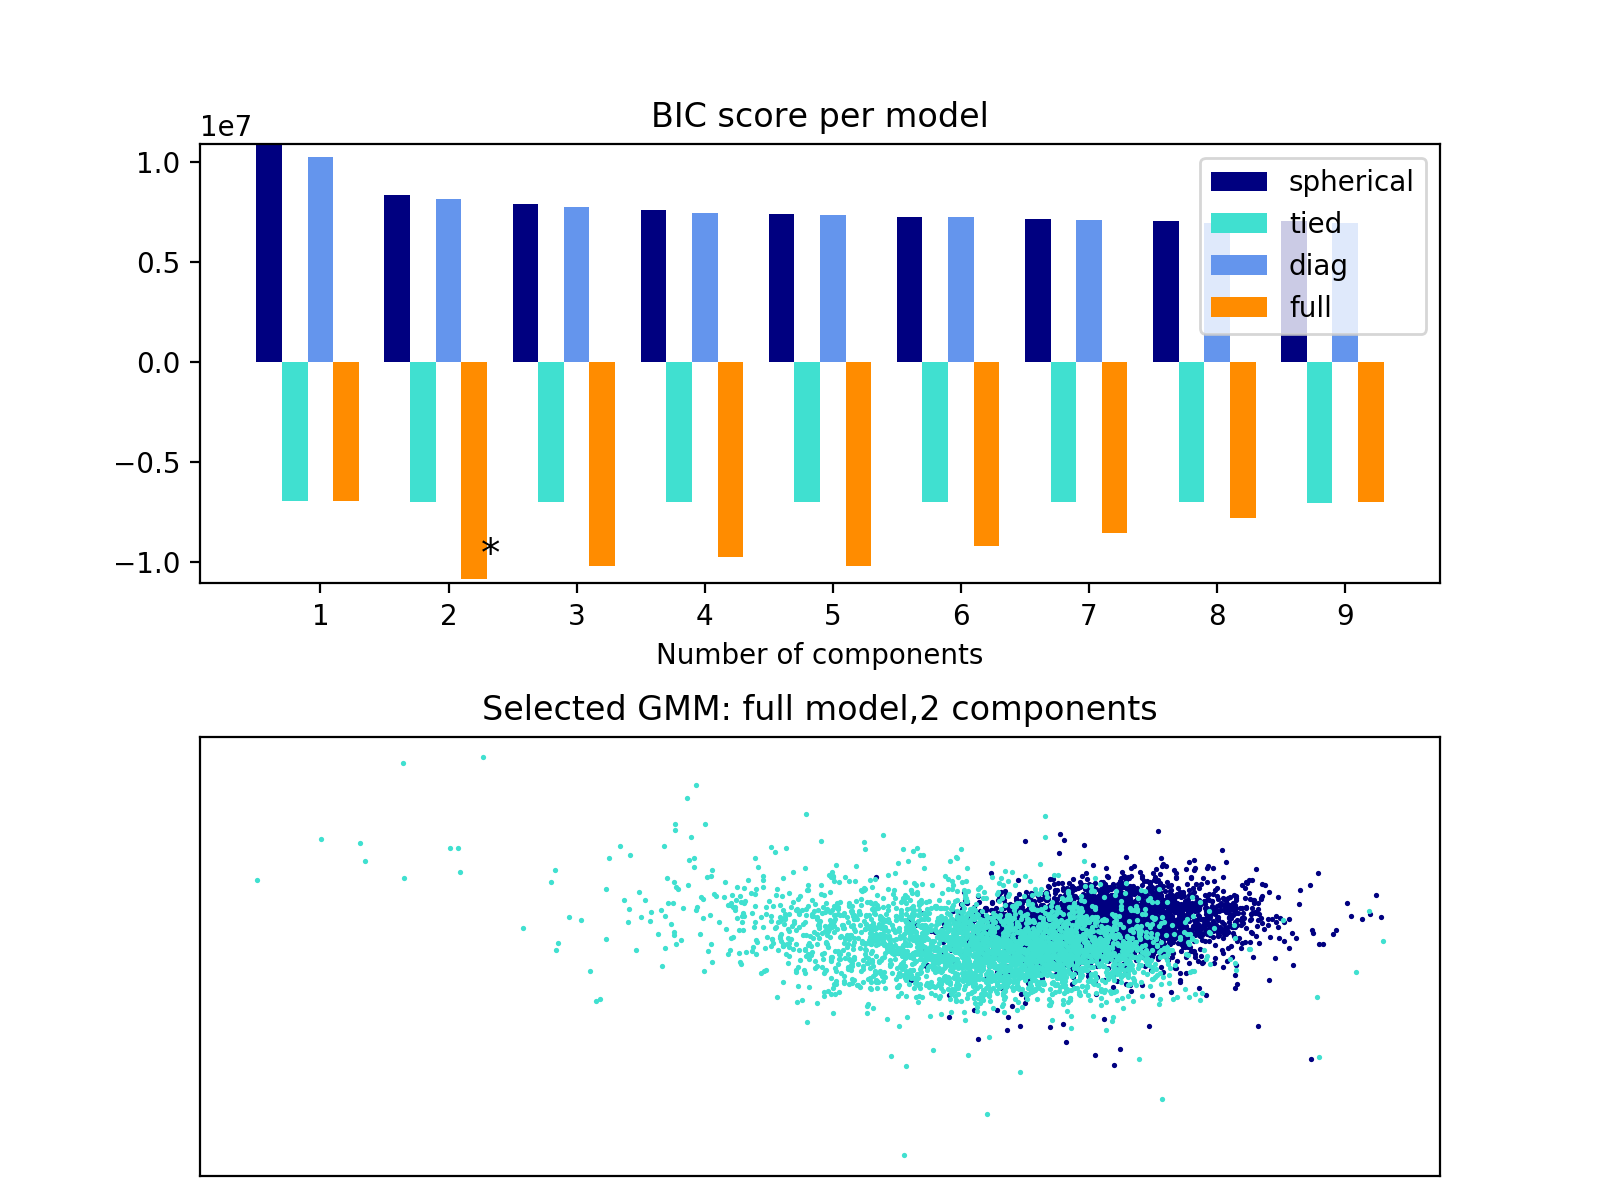 BIC score per model
1e7
1.0
0.5
0.0
−0.5
−1.0
spherical
tied
diag
full
*
1 2 3 4 5 6 7 8 9
Number of components
Selected GMM: full model,2 components